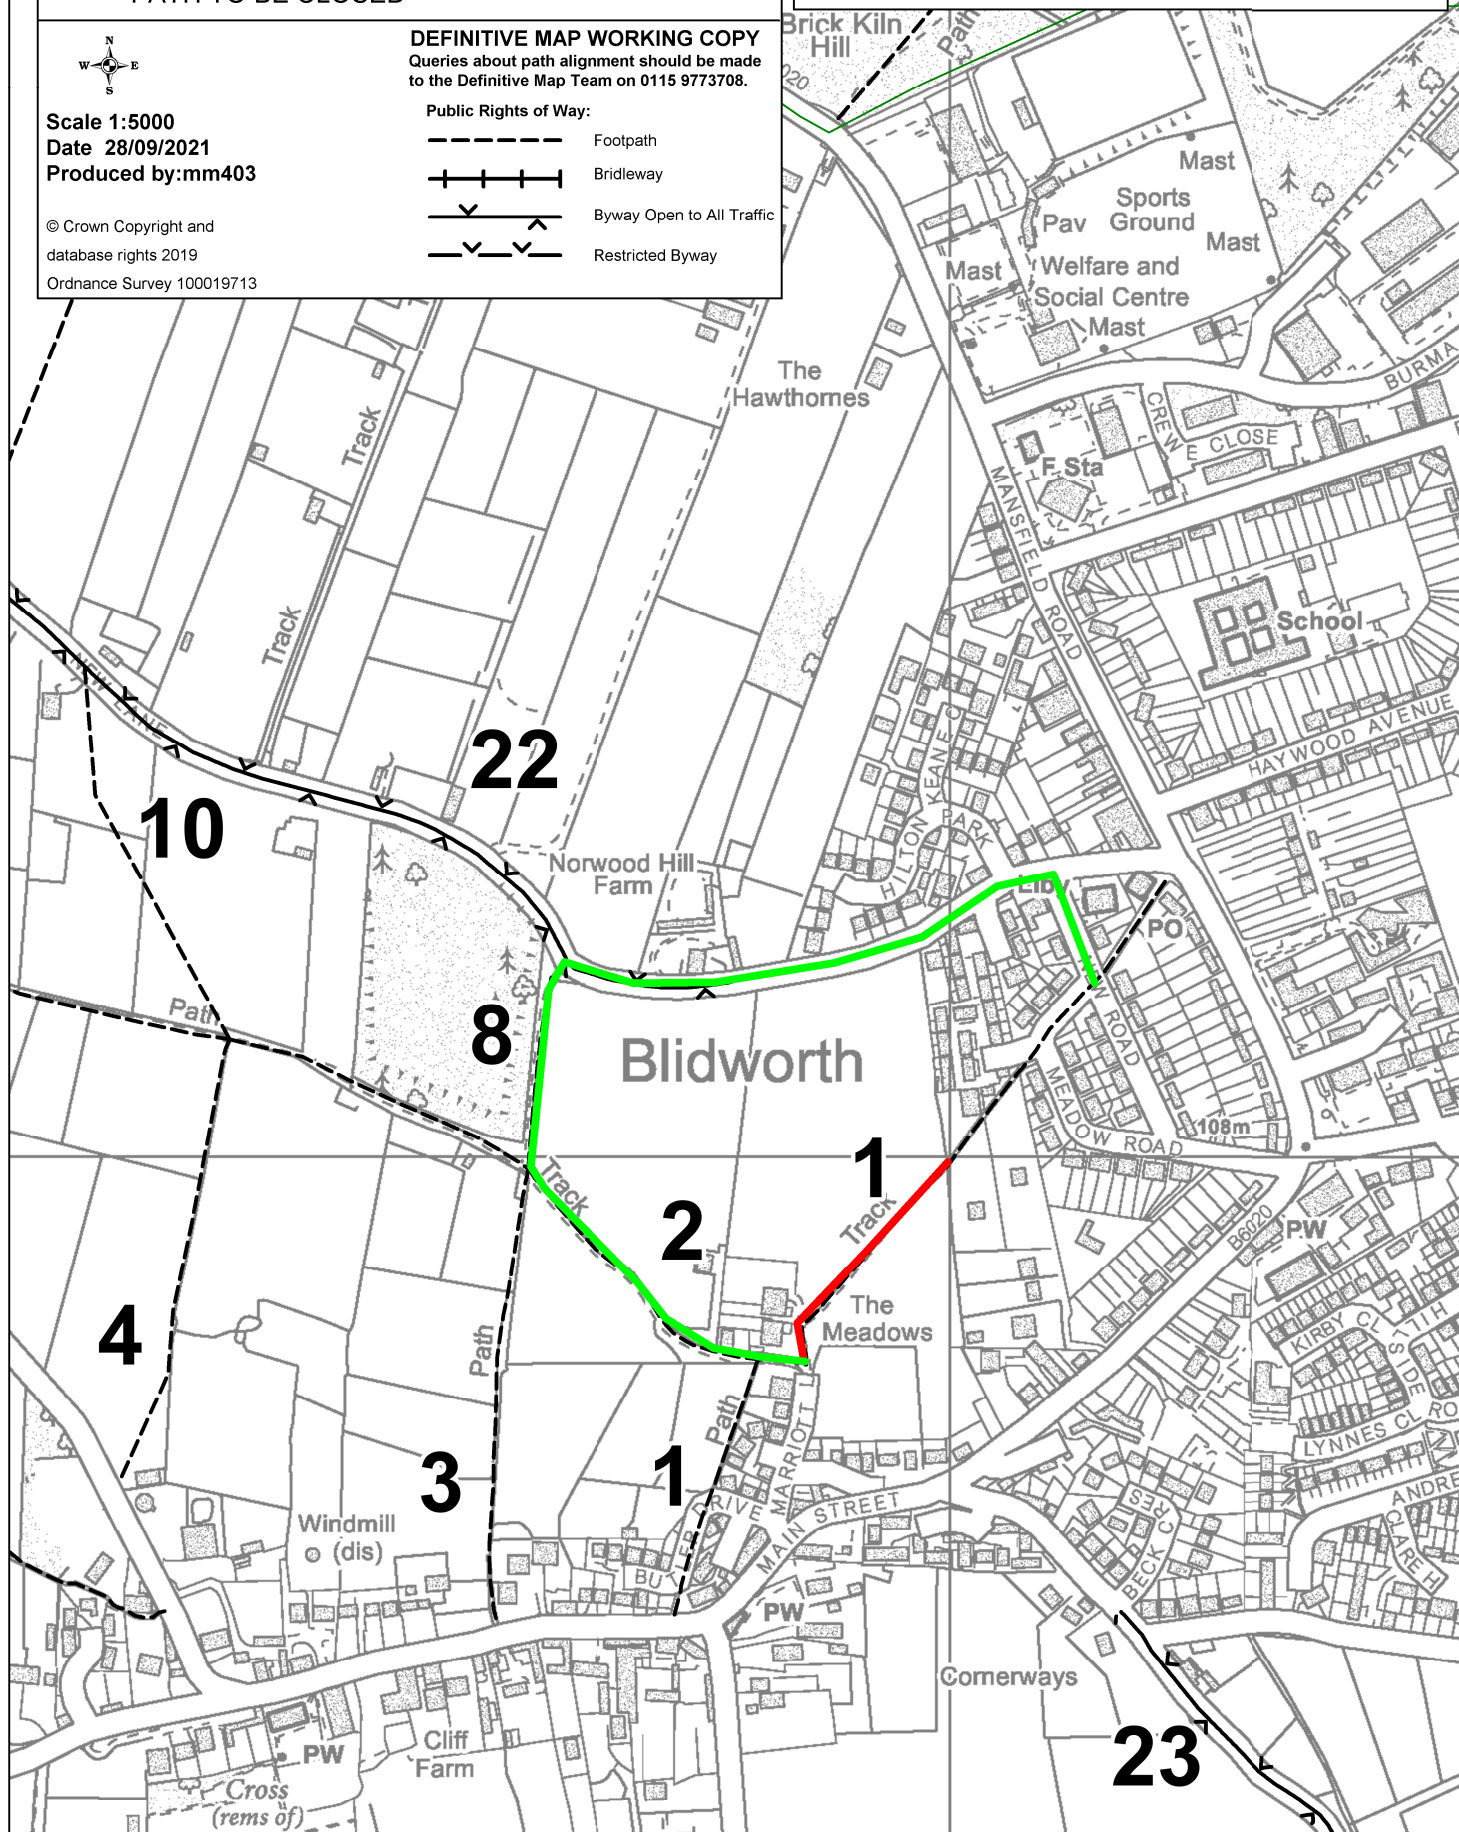 DEFINITIVE MAP WORKING COPY
Queries about path alignment should be made
to the Definitive Map Team on 0115 9773708.
N
W E
S
Public Rights of Way:
Scale 1:5000
Date 28/09/2021
Produced by:mm403
Footpath
Bridleway
Byway Open to All Traffic
Restricted Byway
© Crown Copyright and
database rights 2019
Ordnance Survey 100019713
Brick Kiln
Hill
Path
Mast
Sports
Ground
Pav
Mast
Mast
Welfare and
Social Centre
Mast
The
Hawthornes
BURMA
CREWE CLOSE
F Sta
Track
MANSFIELD ROAD
School
Track
NEW LANE
HAYWOOD AVENUE
22
KEANE C
10
HILTON PARK
Norwood Hill
Farm
PO
Path
8
Blidworth
ROAD
MEADOW ROAD
108m
1
Track
Track
2
B6020
PW
4
The
Meadows
KIRBY CL
Path
Path
LYNNES CL
3
1
MARRIOTT
DRIVE
MAIN STREET
ANDRE
BECK CRES
CLARE H
Windmill
(dis)
PW
Cornerways
23
Cliff
Farm
PW
Cross
(rems of)